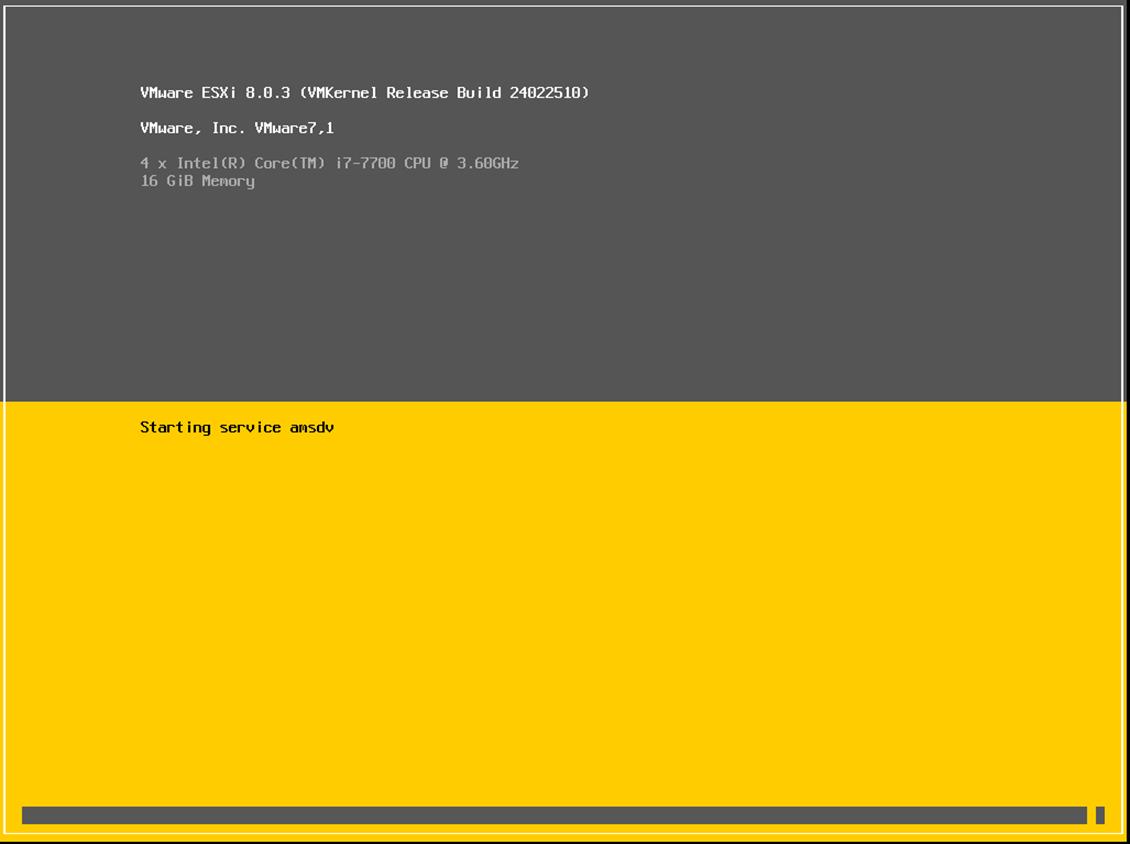 VMware ESXi 8.0.3 (VMKernel Release Build 24022510)
VMware, Inc. VMware7,1
4 x Intel(R) Core(TM) i7-7700 CPU @ 3.60GHz
16 GiB Memory
Starting service amsdv